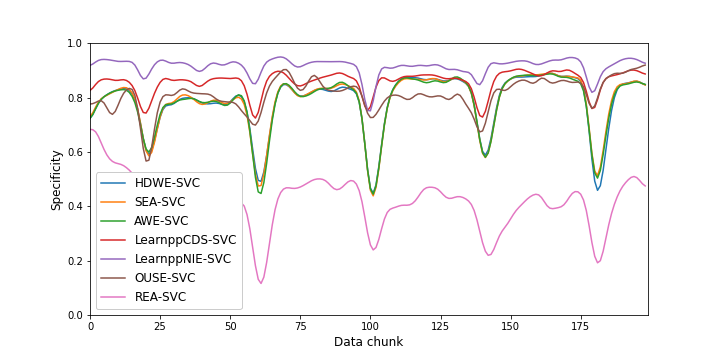 1.0
0.8
0.6
0.4
0.2
0.0
Specificity
HDWE-SVC
SEA-SVC
AWE-SVC
LearnppCDS-SVC
LearnppNIE-SVC
OUSE-SVC
REA-SVC
0 25 50 75 100 125 150 175
Data chunk